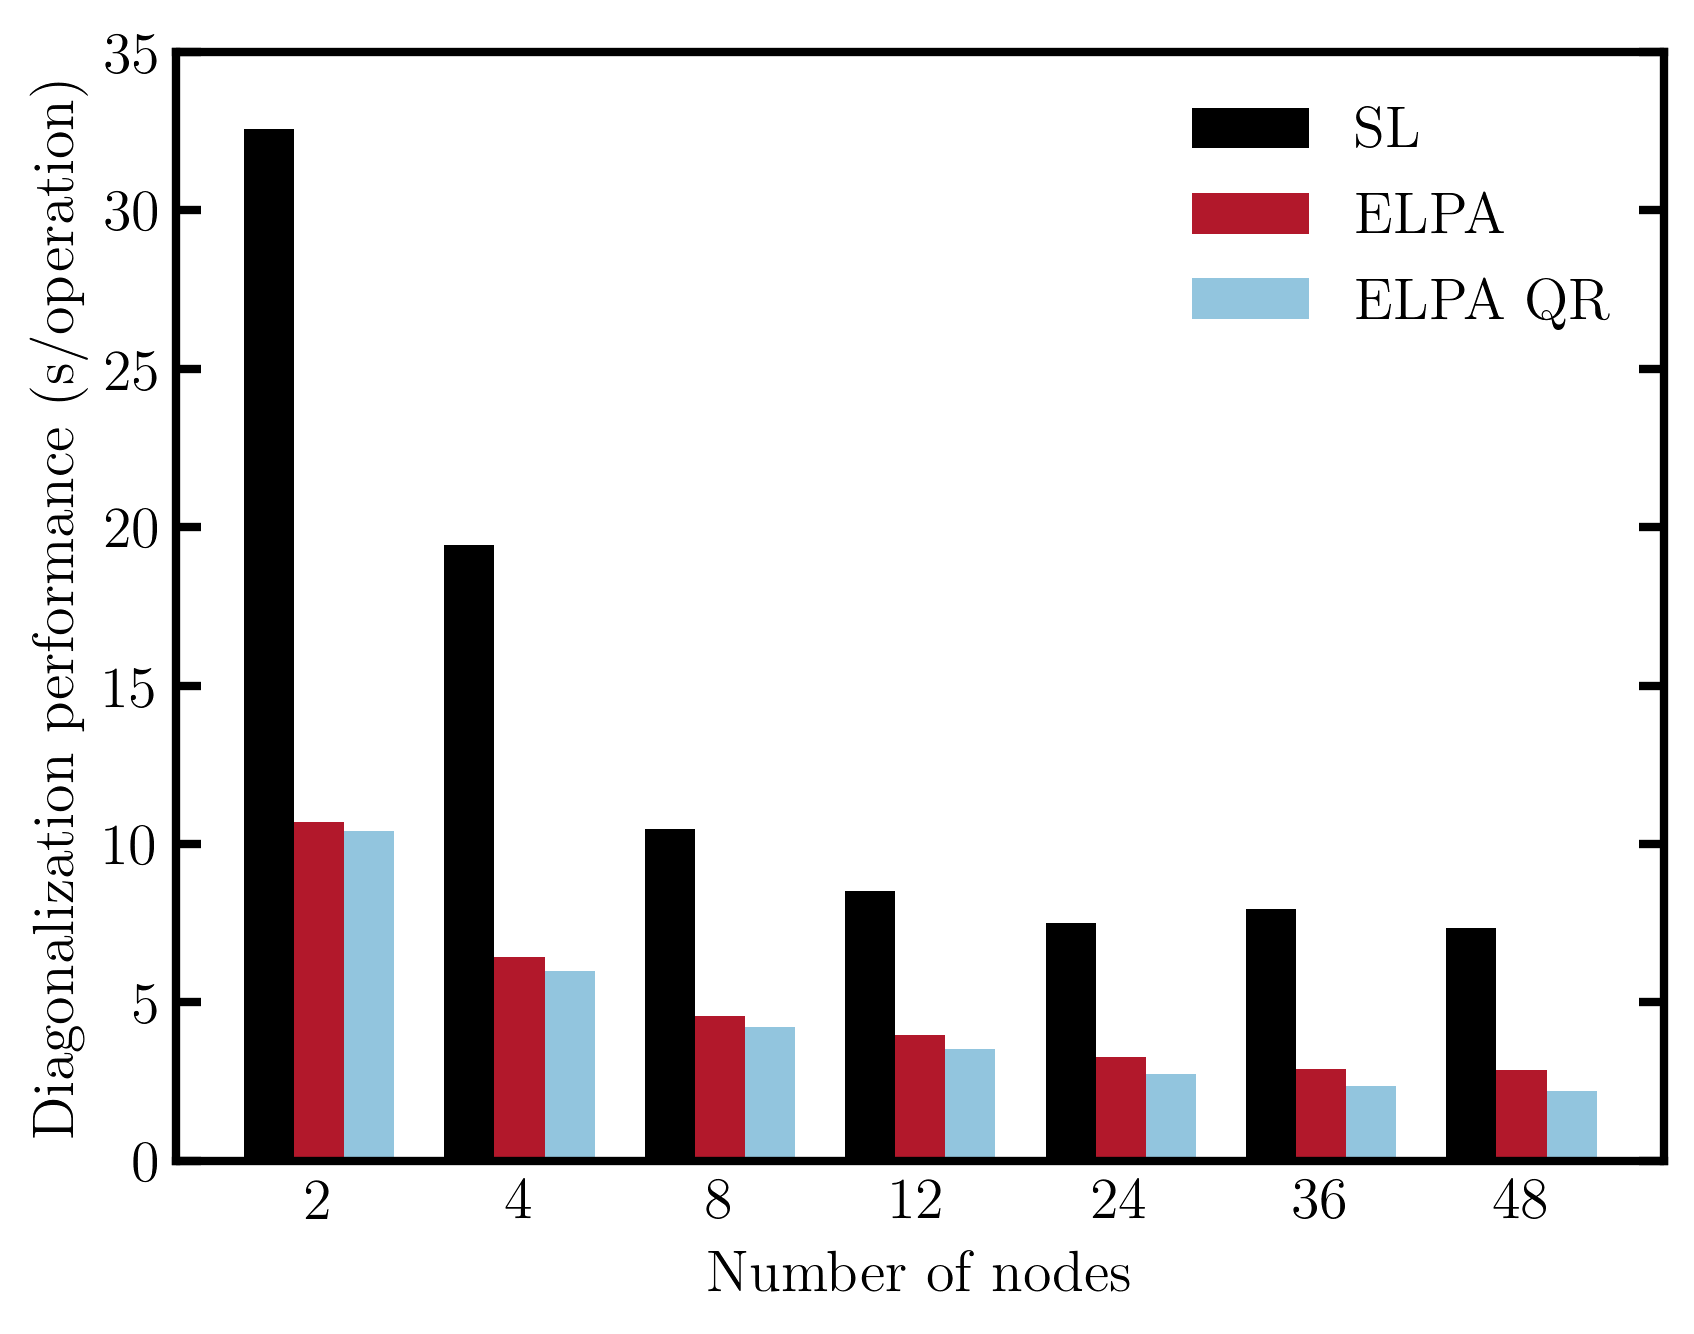 Diagonalization performance (s/operation)
35
30
25
20
15
10
5
0
SL
ELPA
ELPA QR
2 4 8 12 24 36 48
Number of nodes